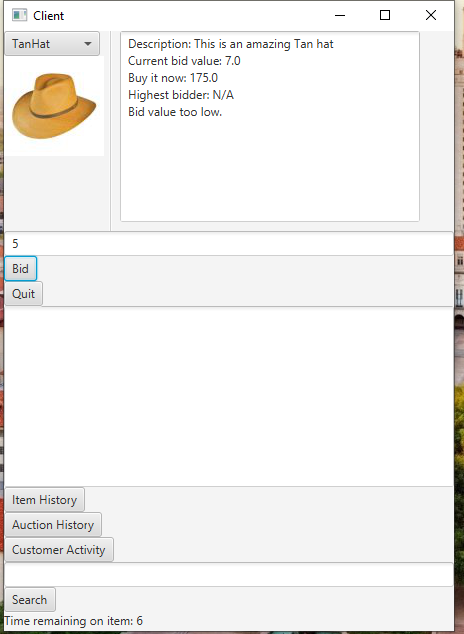 Client
TanHat
Description: This is an amazing Tan hat
Current bid value: 7.0
Buy it now: 175.0
Highest bidder: N/A
Bid value too low.
5
Bid
Quit
Item History
Auction History
Customer Activity
Search
Time remaining on item: 6